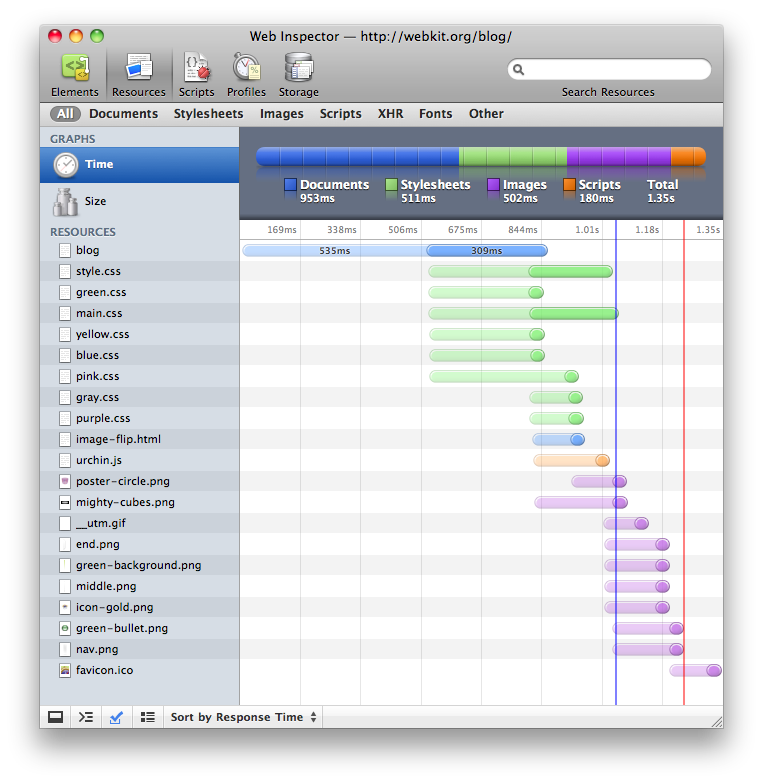 Web Inspector — http://webkit.org/blog/
Elements Resources Scripts Profiles Storage
Search Resources
All Documents Stylesheets Images Scripts XHR Fonts Other
GRAPHS
Time
Size
Documents Stylesheets Images Scripts Total
953ms 511ms 502ms 180ms 1.35s
RESOURCES
169ms 338ms 506ms 675ms 844ms 1.01s 1.18s 1.35s
blog 535ms 309ms
style.css
green.css
main.css
yellow.css
blue.css
pink.css
gray.css
purple.css
image-flip.html
urchin.js
poster-circle.png
mighty-cubes.png
__utm.gif
end.png
green-background.png
middle.png
icon-gold.png
green-bullet.png
nav.png
favicon.ico
Sort by Response Time